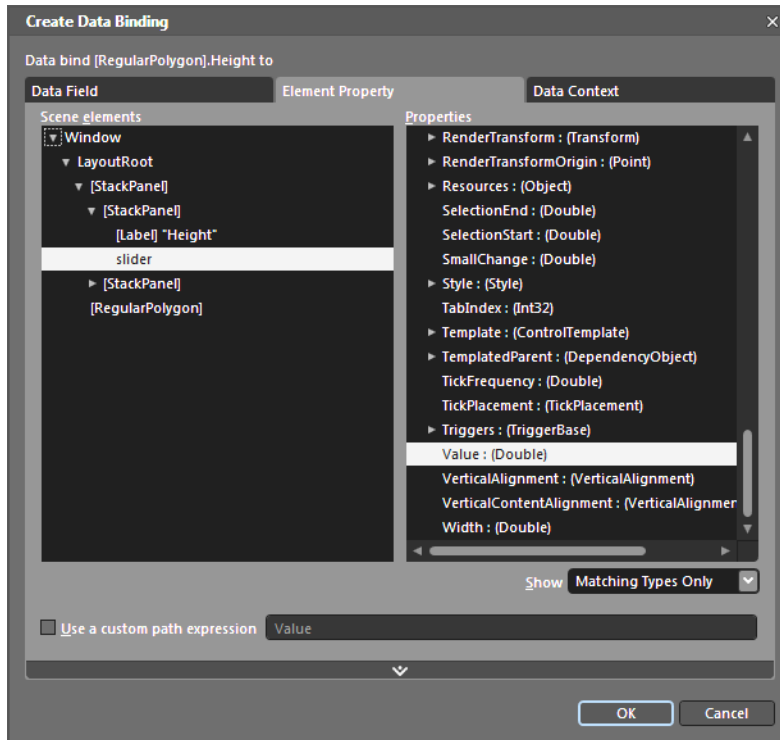 Create Data Binding
Data bind [RegularPolygon].Height to
Data Field
Element Property
Data Context
Scene elements
Window
LayoutRoot
[StackPanel]
[StackPanel]
[Label] "Height"
slider
[StackPanel]
[RegularPolygon]
Properties
RenderTransform : (Transform)
RenderTransformOrigin : (Point)
Resources : (Object)
SelectionEnd : (Double)
SelectionStart : (Double)
SmallChange : (Double)
Style : (Style)
TabIndex : (Int32)
Template : (ControlTemplate)
TemplatedParent : (DependencyObject)
TickFrequency : (Double)
TickPlacement : (TickPlacement)
Triggers : (TriggerBase)
Value : (Double)
VerticalAlignment : (VerticalAlignment)
VerticalContentAlignment : (VerticalAlignmer
Width : (Double)
Show Matching Types Only
Use a custom path expression Value
OK
Cancel